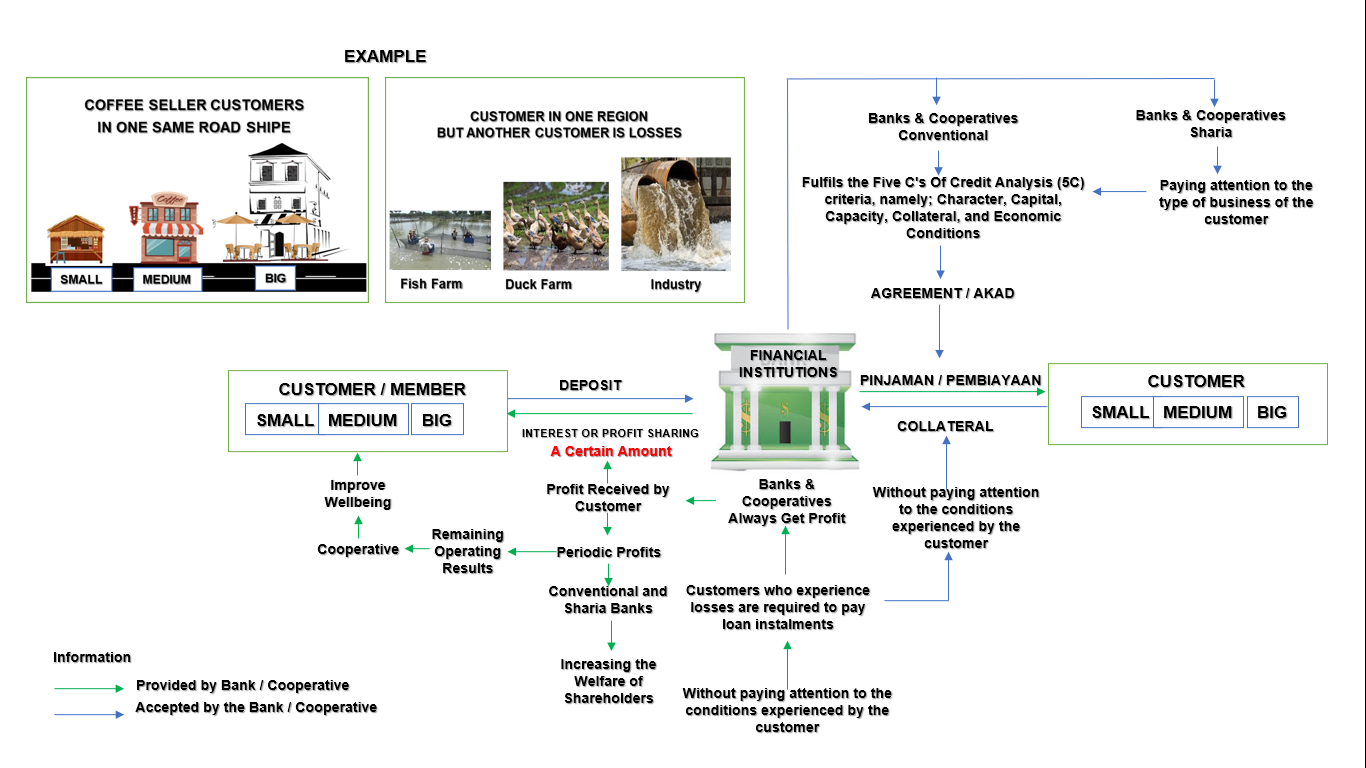 EXAMPLE
COFFEE SELLER CUSTOMERS
IN ONE SAME ROAD SHIPE
Coffee
SMALL
MEDIUM
BIG
CUSTOMER IN ONE REGION
BUT ANOTHER CUSTOMER IS LOSSES
Fish Farm
Duck Farm
Industry
Banks & Cooperatives
Conventional
Banks & Cooperatives
Sharia
Fulfils the Five C's Of Credit Analysis (5C)
criteria, namely; Character, Capital,
Capacity, Collateral, and Economic
Conditions
Paying attention to the
type of business of the
customer
AGREEMENT / AKAD
FINANCIAL
INSTITUTIONS
CUSTOMER / MEMBER
SMALL
MEDIUM
BIG
DEPOSIT
INTEREST OR PROFIT SHARING
A Certain Amount
PINJAMAN / PEMBIAYAAN
COLLATERAL
CUSTOMER
SMALL
MEDIUM
BIG
Improve
Wellbeing
Cooperative
Remaining
Operating
Results
Profit Received by
Customer
Periodic Profits
Conventional and
Sharia Banks
Increasing the
Welfare of
Shareholders
Banks &
Cooperatives
Always Get Profit
Customers who experience
losses are required to pay
loan instalments
Without paying attention to the
conditions experienced by the
customer
Without paying attention
to the conditions
experienced by the
customer
Information
Provided by Bank / Cooperative
Accepted by the Bank / Cooperative